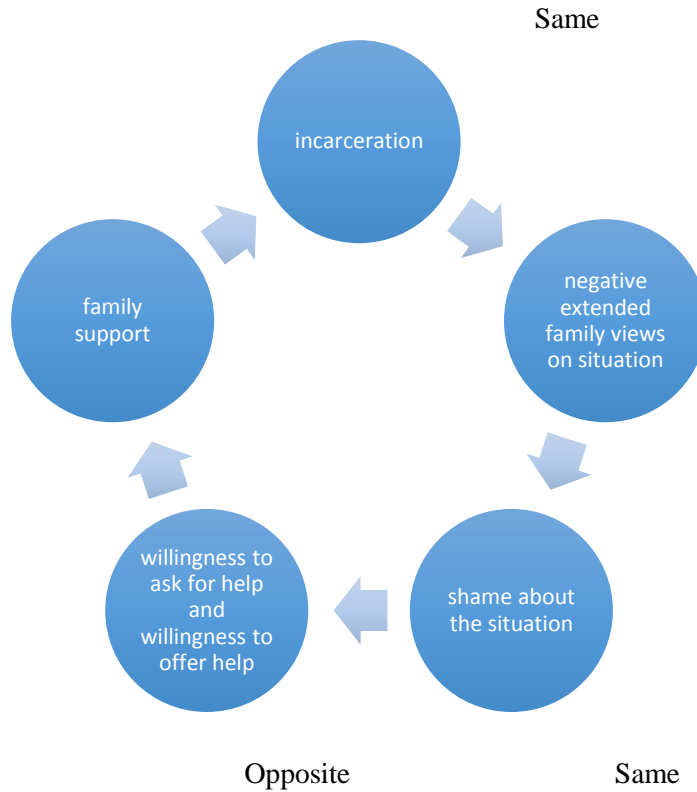 Same
incarceration
negative
extended
family views
on situation
shame about
the situation
willingness to
ask for help
and
willingness to
offer help
family
support
Opposite
Same